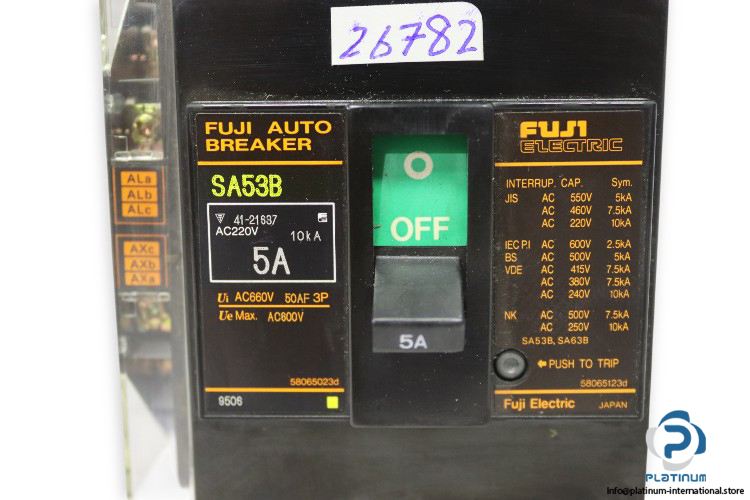 26782
ALa
ALb
ALc
AXc
AXb
AXa
FUJI AUTO
BREAKER
SA53B
41-21637
AC220V
10kA
5A
Ui AC660V 50AF 3P
Ue Max. AC600V
58065023d
9506
O
OFF
5A
FUJI
ELECTRIC
INTERRUP. CAP. Sym.
JIS AC 550V 5kA
AC 460V 7.5kA
AC 220V 10kA
IEC P.I AC 600V 2.5kA
BS AC 500V 5kA
VDE AC 415V 7.5kA
AC 380V 7.5kA
AC 240V 10kA
NK AC 500V 7.5kA
AC 250V 10kA
SA53B, SA63B
PUSH TO TRIP
58065123d
Fuji Electric JAPAN
PLATINUM
Info@platinum-international.store